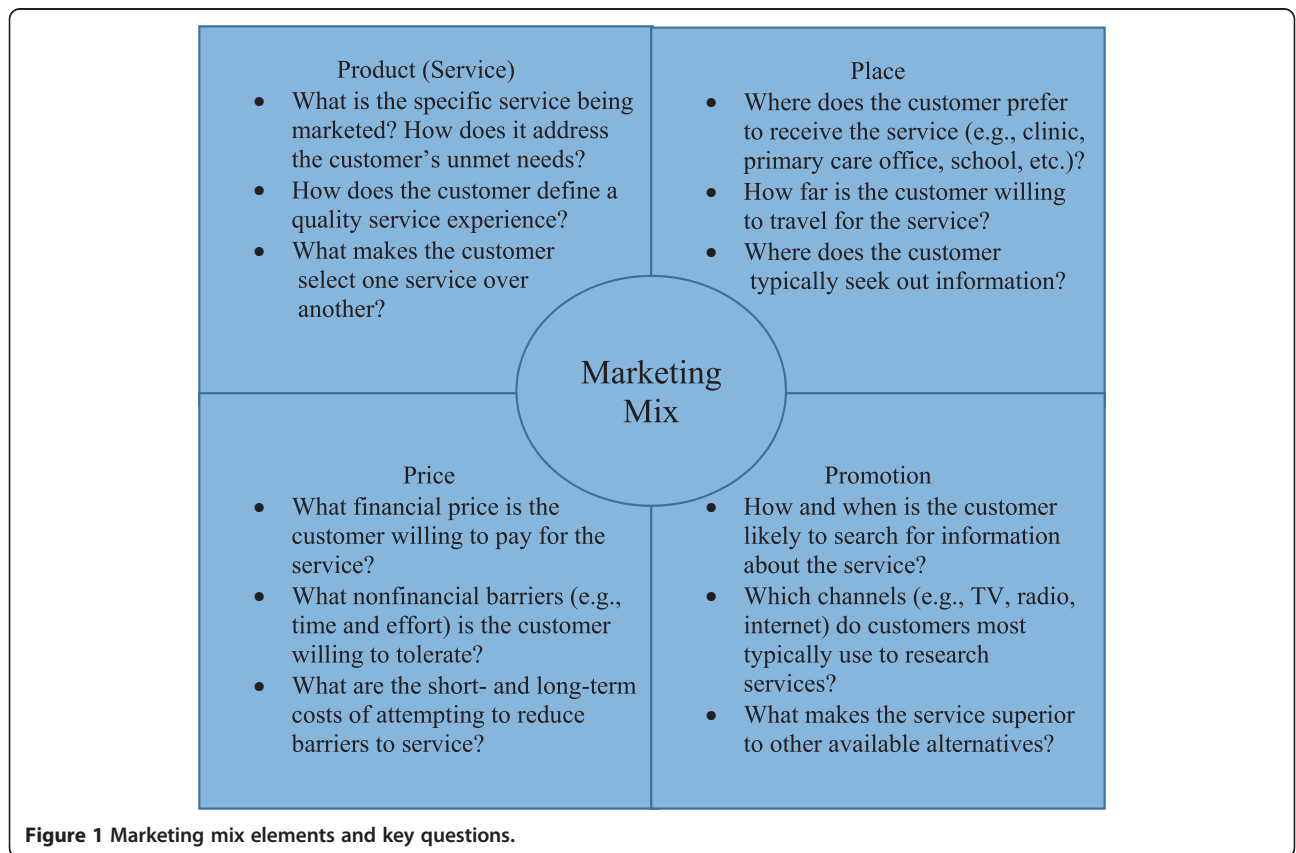 Product (Service)
• What is the specific service being
marketed? How does it address
the customer’s unmet needs?
• How does the customer define a
quality service experience?
• What makes the customer
select one service over
another?
Place
• Where does the customer prefer
to receive the service (e.g., clinic,
primary care office, school, etc.)?
• How far is the customer willing
to travel for the service?
• Where does the customer
typically seek out information?
Marketing
Mix
Price
• What financial price is the
customer willing to pay for the
service?
• What nonfinancial barriers (e.g.,
time and effort) is the customer
willing to tolerate?
• What are the short- and long-term
costs of attempting to reduce
barriers to service?
Promotion
• How and when is the customer
likely to search for information
about the service?
• Which channels (e.g., TV, radio,
internet) do customers most
typically use to research
services?
• What makes the service superior
to other available alternatives?
Figure 1 Marketing mix elements and key questions.